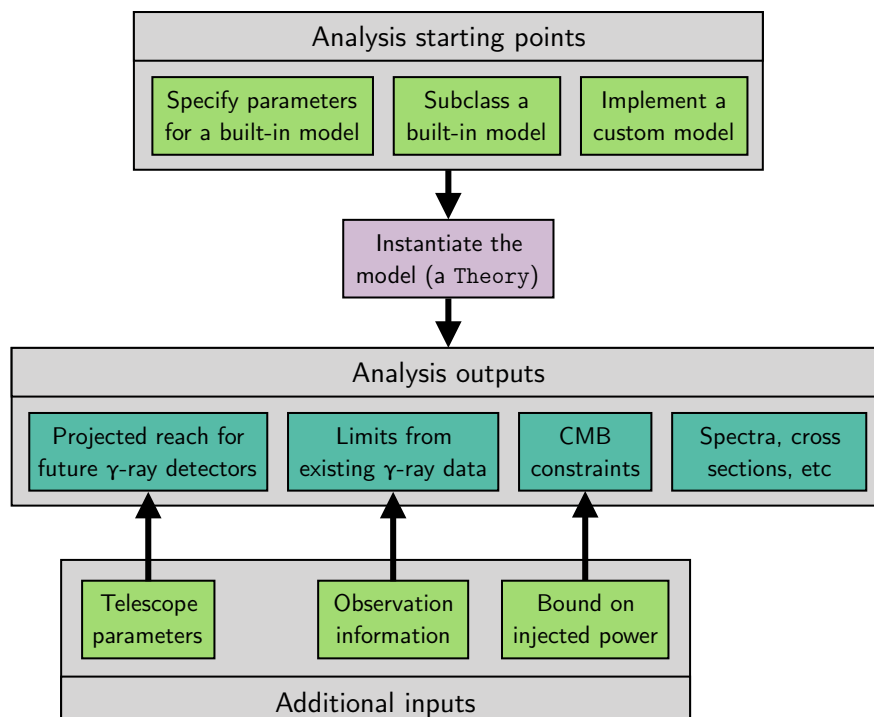 Analysis starting points
Specify parameters
for a built-in model
Subclass a
built-in model
Implement a
custom model
Instantiate the
model (a Theory)
Analysis outputs
Projected reach for
future γ-ray detectors
Limits from
existing γ-ray data
CMB
constraints
Spectra, cross
sections, etc
Telescope
parameters
Observation
information
Bound on
injected power
Additional inputs